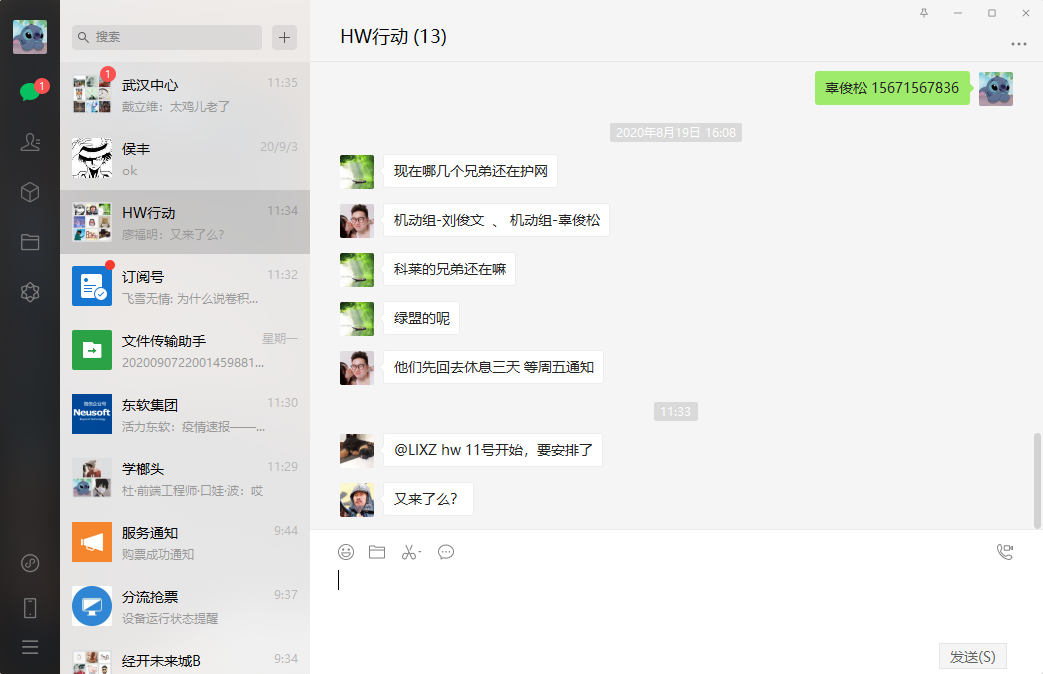 1
搜索
1
武汉中心
11:35
戴立维：太鸡儿老了
侯丰
20/9/3
ok
HW行动
11:34
廖福明：又来了么?
订阅号
11:32
飞雪无情: 为什么说卷积...
文件传输助手
星期一
2020090722001459881...
微信企业号
Neusoft
东软集团
11:30
活力东软：疫情速报——...
学榔头
11:29
杜·前端工程师·口娃·波：哎
服务通知
9:44
购票成功通知
分流抢票
9:37
设备运行状态提醒
经开未来城B
9:34
HW行动 (13)
辜俊松 15671567836
2020年8月19日 16:08
现在哪几个兄弟还在护网
机动组-刘俊文 、 机动组-辜俊松
科莱的兄弟还在嘛
绿盟的呢
他们先回去休息三天 等周五通知
11:33
@LIXZ hw 11号开始，要安排了
又来了么?
发送(S)